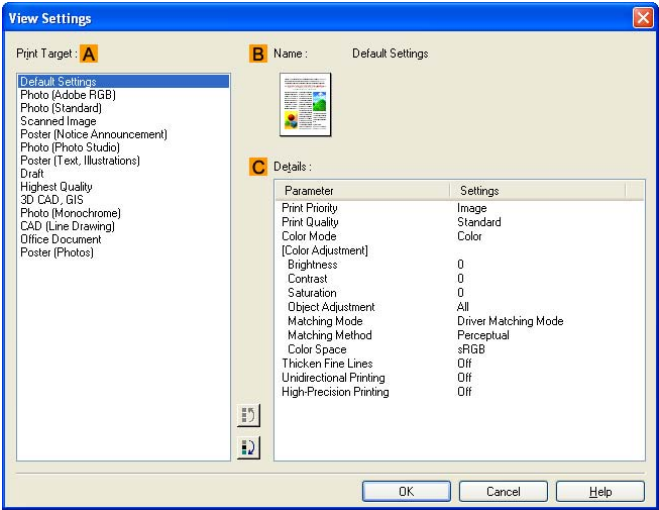 View Settings
Print Target : A
Default Settings
Photo (Adobe RGB)
Photo (Standard)
Scanned Image
Poster (Notice Announcement)
Photo (Photo Studio)
Poster (Text, Illustrations)
Draft
Highest Quality
3D CAD, GIS
Photo (Monochrome)
CAD (Line Drawing)
Office Document
Poster (Photos)
B Name : Default Settings
C Details :
Parameter Settings
Print Priority Image
Print Quality Standard
Color Mode Color
[Color Adjustment]
Brightness 0
Contrast 0
Saturation 0
Object Adjustment All
Matching Mode Driver Matching Mode
Matching Method Perceptual
Color Space sRGB
Thicken Fine Lines Off
Unidirectional Printing Off
High-Precision Printing Off
OK Cancel Help